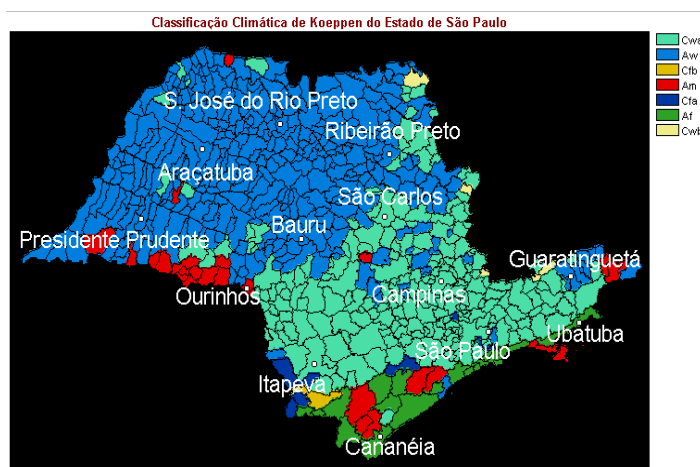 Classificação Climática de Koeppen do Estado de São Paulo
Cwa
Aw
Cfb
Am
Cfa
Af
Cwb
S. José do Rio Preto
Ribeirão Preto
Araçatuba
São Carlos
Presidente Prudente
Bauru
Guaratinguetá
Ourinhos
Campinas
Ubatuba
São Paulo
Itapeva
Cananéia